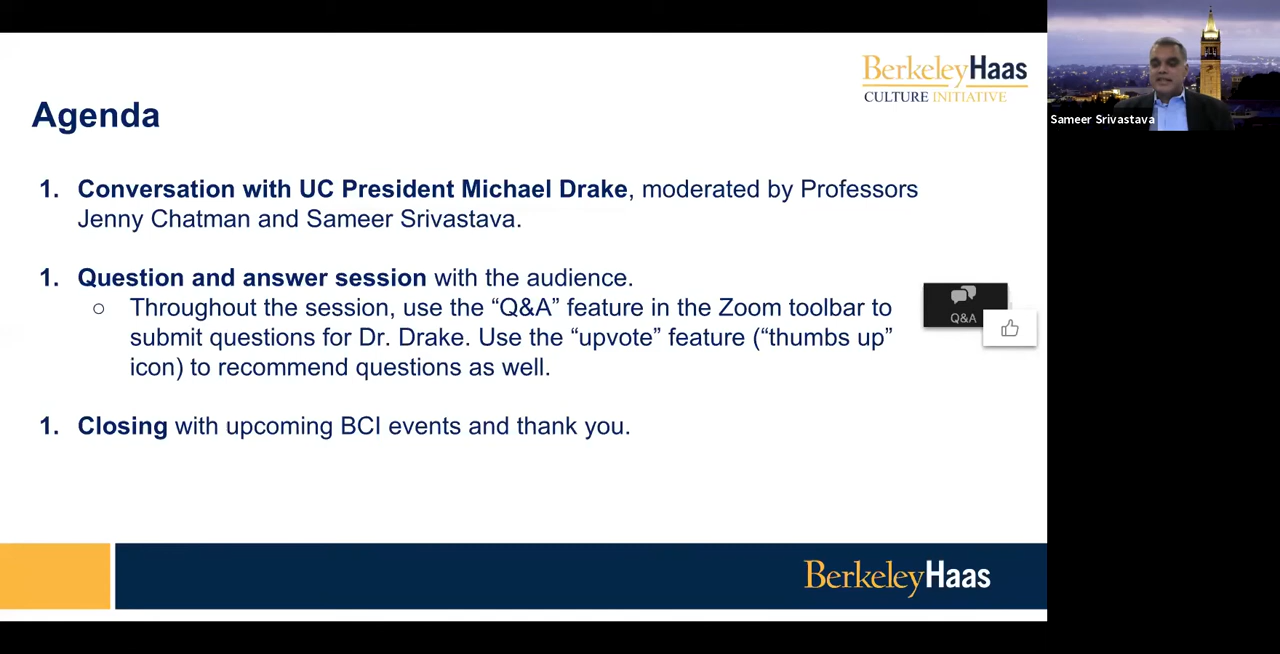 BerkeleyHaas
CULTURE INITIATIVE
Sameer Srivastava
Agenda
1. Conversation with UC President Michael Drake, moderated by Professors
Jenny Chatman and Sameer Srivastava.
1. Question and answer session with the audience.
○ Throughout the session, use the “Q&A” feature in the Zoom toolbar to
submit questions for Dr. Drake. Use the “upvote” feature (“thumbs up”
icon) to recommend questions as well.
Q&A
1. Closing with upcoming BCI events and thank you.
BerkeleyHaas